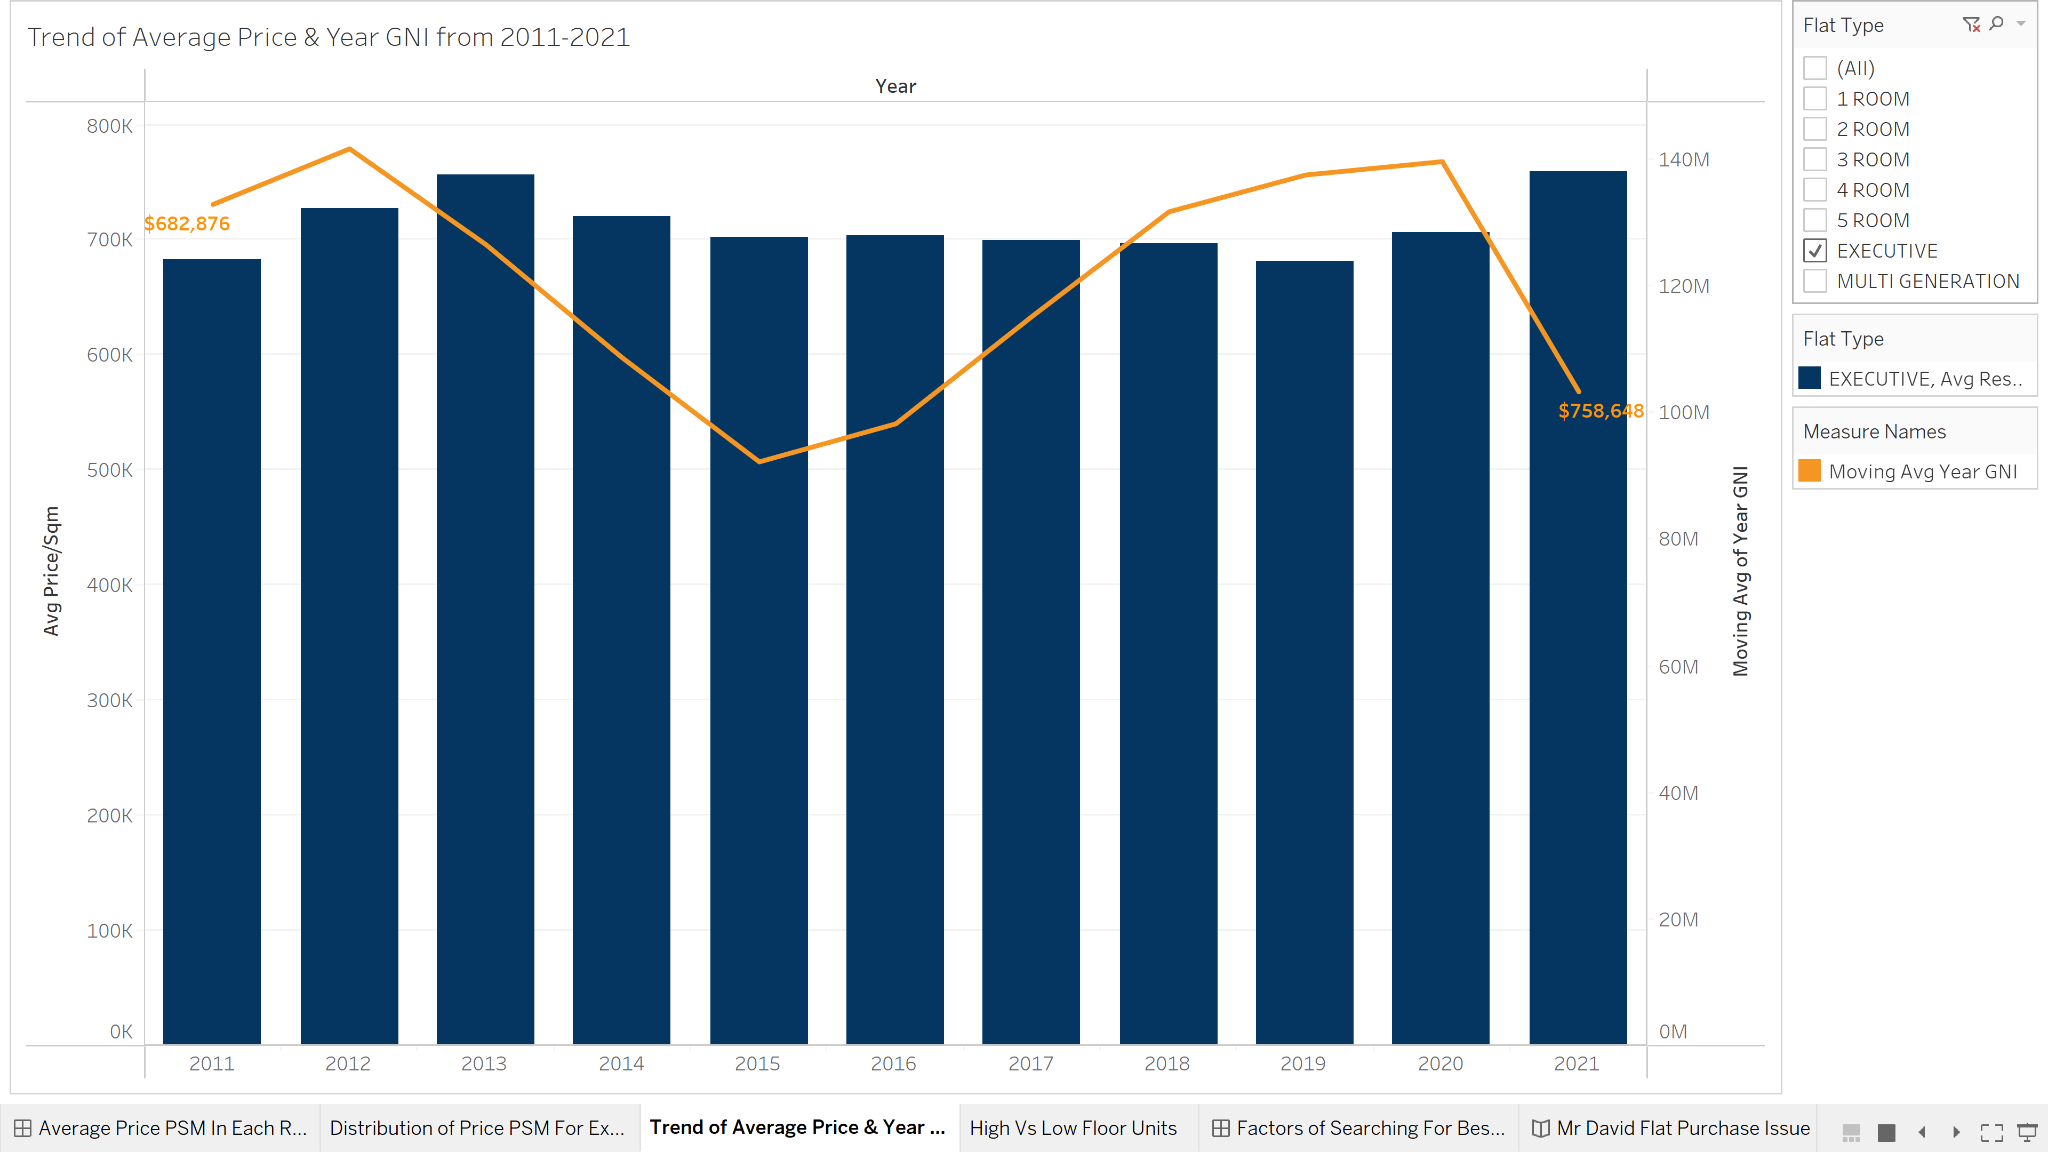 Trend of Average Price & Year GNI from 2011-2021
Year
800K
700K
600K
500K
400K
300K
200K
100K
0K
Avg Price/Sqm
$682,876
$758,648
140M
120M
100M
80M
60M
40M
20M
0M
Moving Avg of Year GNI
2011 2012 2013 2014 2015 2016 2017 2018 2019 2020 2021
Flat Type
(All)
1 ROOM
2 ROOM
3 ROOM
4 ROOM
5 ROOM
EXECUTIVE
MULTI GENERATION
Flat Type
EXECUTIVE, Avg Res..
Measure Names
Moving Avg Year GNI
Average Price PSM In Each R... Distribution of Price PSM For Ex... Trend of Average Price & Year ... High Vs Low Floor Units Factors of Searching For Bes... Mr David Flat Purchase Issue